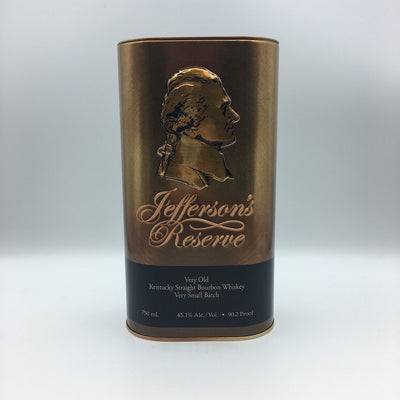 Jefferson's
Reserve
Very Old
Kentucky Straight Bourbon Whiskey
Very Small Batch
750 mL 45.1% Alc./Vol. • 90.2 Proof